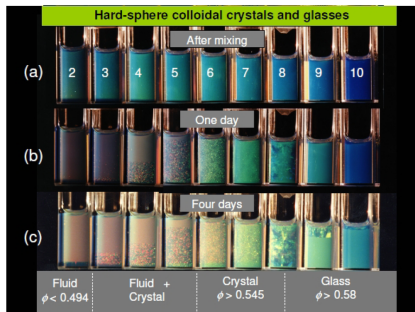 Hard-sphere colloidal crystals and glasses
After mixing
(a)
2 3 4 5 6 7 8 9 10
One day
(b)
Four days
(c)
Fluid
ϕ < 0.494
Fluid +
Crystal
Crystal
ϕ > 0.545
Glass
ϕ > 0.58